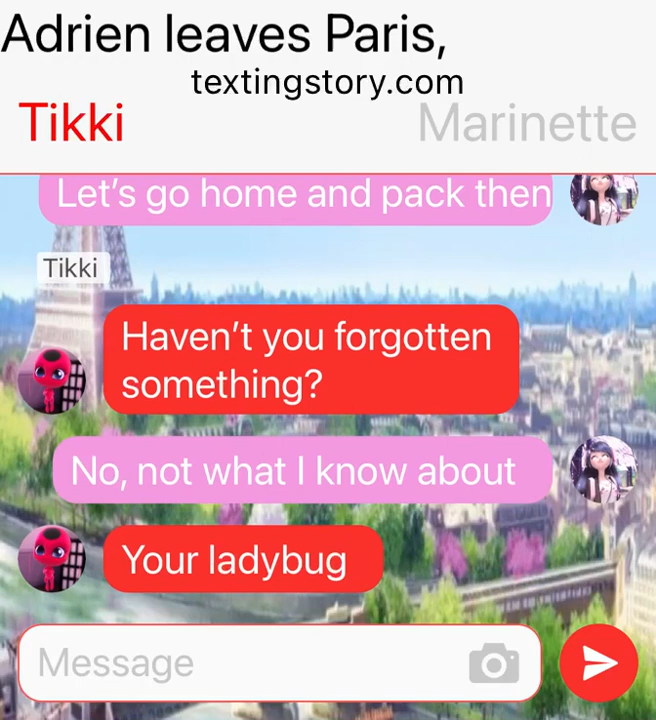 Adrien leaves Paris,
textingstory.com
Tikki
Marinette
Let’s go home and pack then
Tikki
Haven’t you forgotten
something?
No, not what I know about
Your ladybug
Message